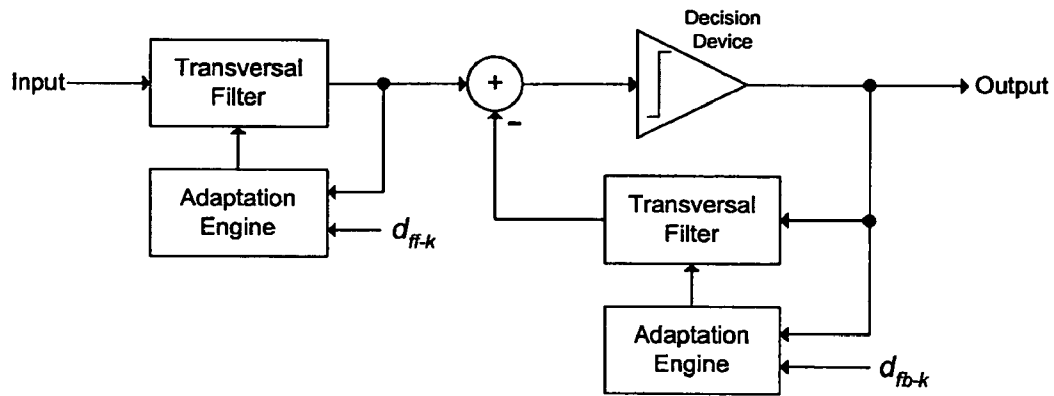 Decision
Device
Input
Transversal
Filter
+
Output
−
Adaptation
Engine
d_ff-k
Transversal
Filter
Adaptation
Engine
d_fb-k